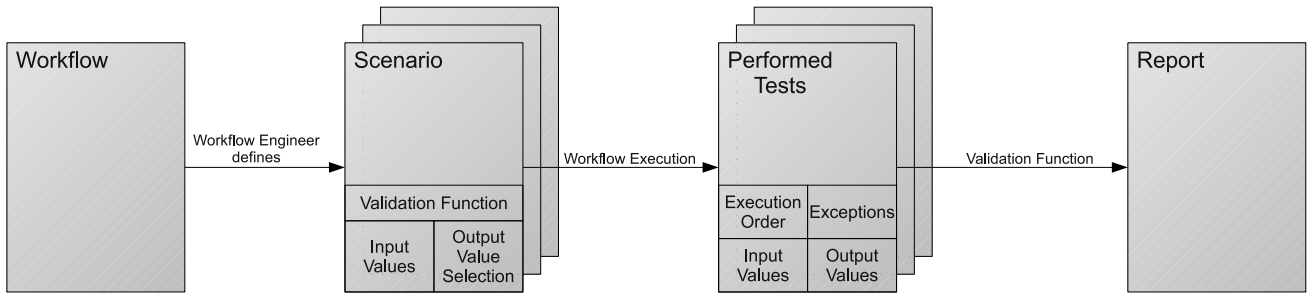 Workflow
Workflow Engineer
defines
Scenario
Validation Function
Input
Values
Output
Value
Selection
Workflow Execution
Performed
Tests
Execution
Order
Exceptions
Input
Values
Output
Values
Validation Function
Report